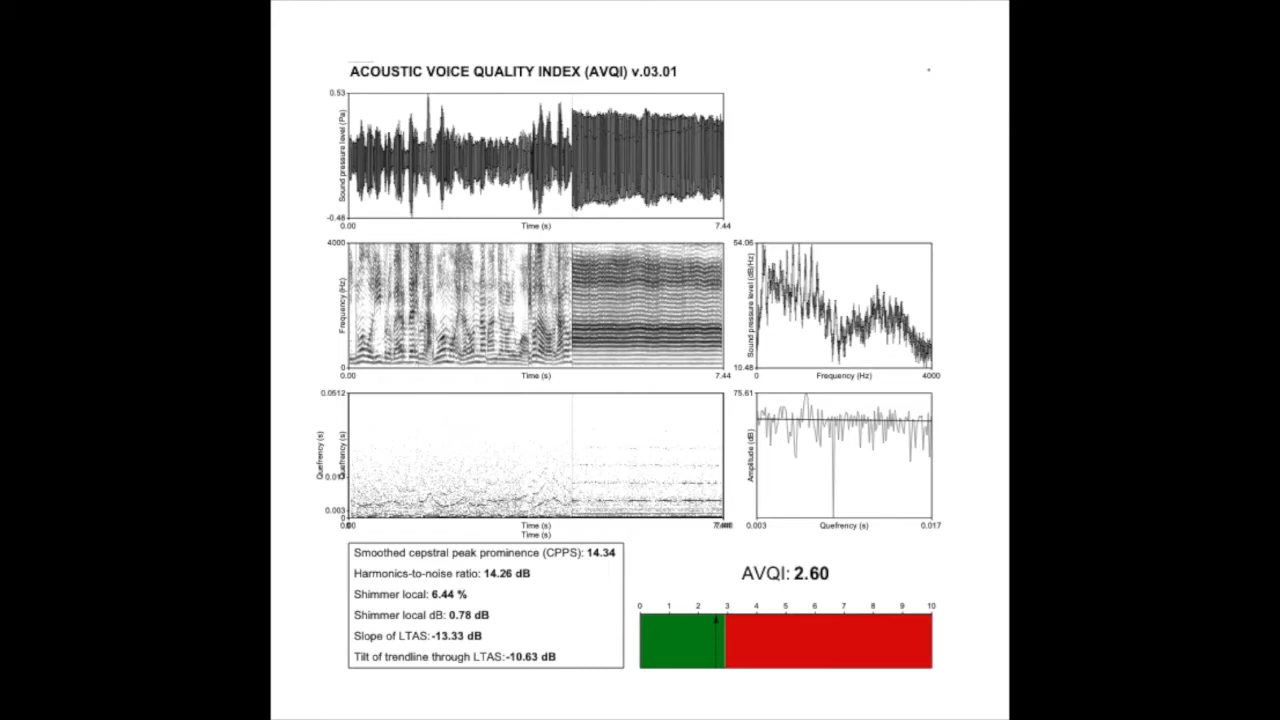 ACOUSTIC VOICE QUALITY INDEX (AVQI) v.03.01
0.53
Sound pressure level (Pa)
-0.48
0.00
Time (s)
7.44
4000
Frequency (Hz)
0
0.00
Time (s)
7.44
54.06
Sound pressure level (dB/Hz)
10.48
0
Frequency (Hz)
4000
0.0512
Quefrency (s)
Quefrency (s)
0.003
0
Time (s)
Time (s)
75.61
Amplitude (dB)
0.003
Quefrency (s)
0.017
Smoothed cepstral peak prominence (CPPS): 14.34
Harmonics-to-noise ratio: 14.26 dB
Shimmer local: 6.44 %
Shimmer local dB: 0.78 dB
Slope of LTAS: -13.33 dB
Tilt of trendline through LTAS: -10.63 dB
AVQI: 2.60
0 1 2 3 4 5 6 7 8 9 10